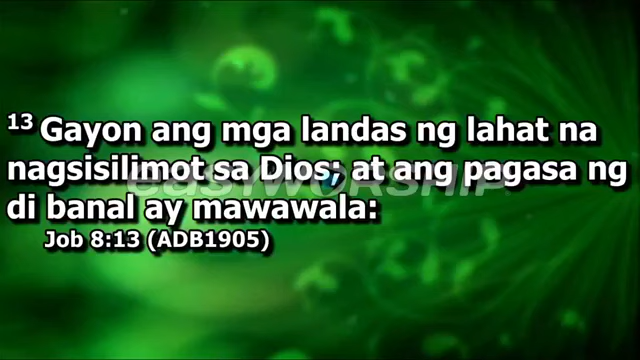 13 Gayon ang mga landas ng lahat na
nagsisilimot sa Dios; at ang pagasa ng
di banal ay mawawala:
Job 8:13 (ADB1905)
EASYWORSHIP